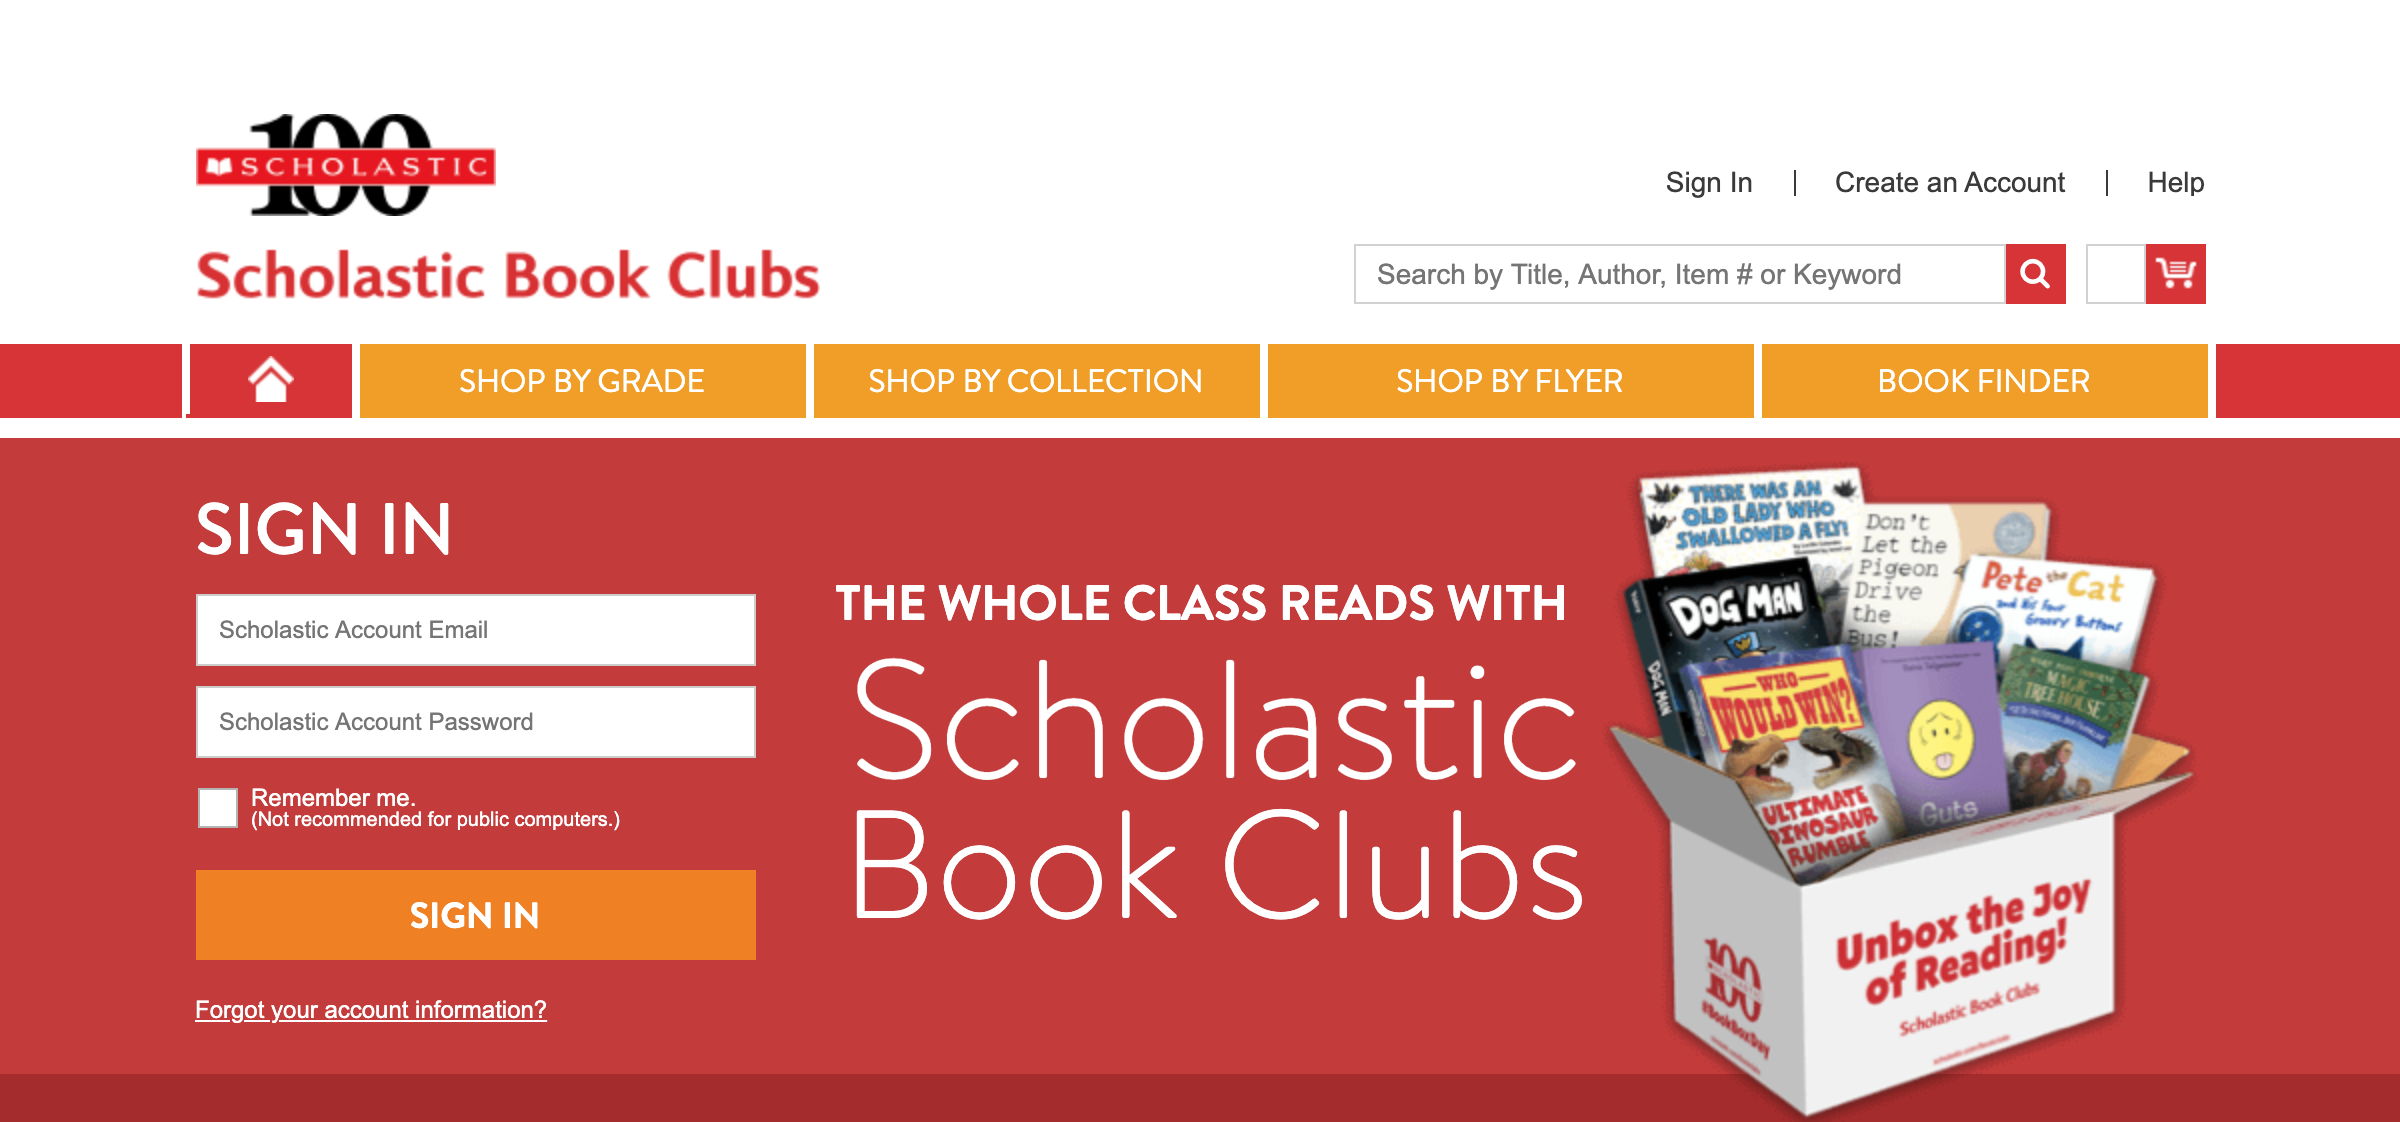 100
SCHOLASTIC
Scholastic Book Clubs
Sign In | Create an Account | Help
Search by Title, Author, Item # or Keyword
SHOP BY GRADE
SHOP BY COLLECTION
SHOP BY FLYER
BOOK FINDER
SIGN IN
Scholastic Account Email
Scholastic Account Password
Remember me.
(Not recommended for public computers.)
SIGN IN
Forgot your account information?
THE WHOLE CLASS READS WITH
Scholastic
Book Clubs
THERE WAS AN
OLD LADY WHO
SWALLOWED A FLY!
Don't
Let the
Pigeon
Drive
the
Bus!
Pete the Cat
and His Four
Groovy Buttons
DOG MAN
DOG MAN
WHO
WOULD WIN?
ULTIMATE
DINOSAUR
RUMBLE
Guts
MAGIC
TREE HOUSE
Unbox the Joy
of Reading!
Scholastic Book Clubs
100
#BookBoxDay